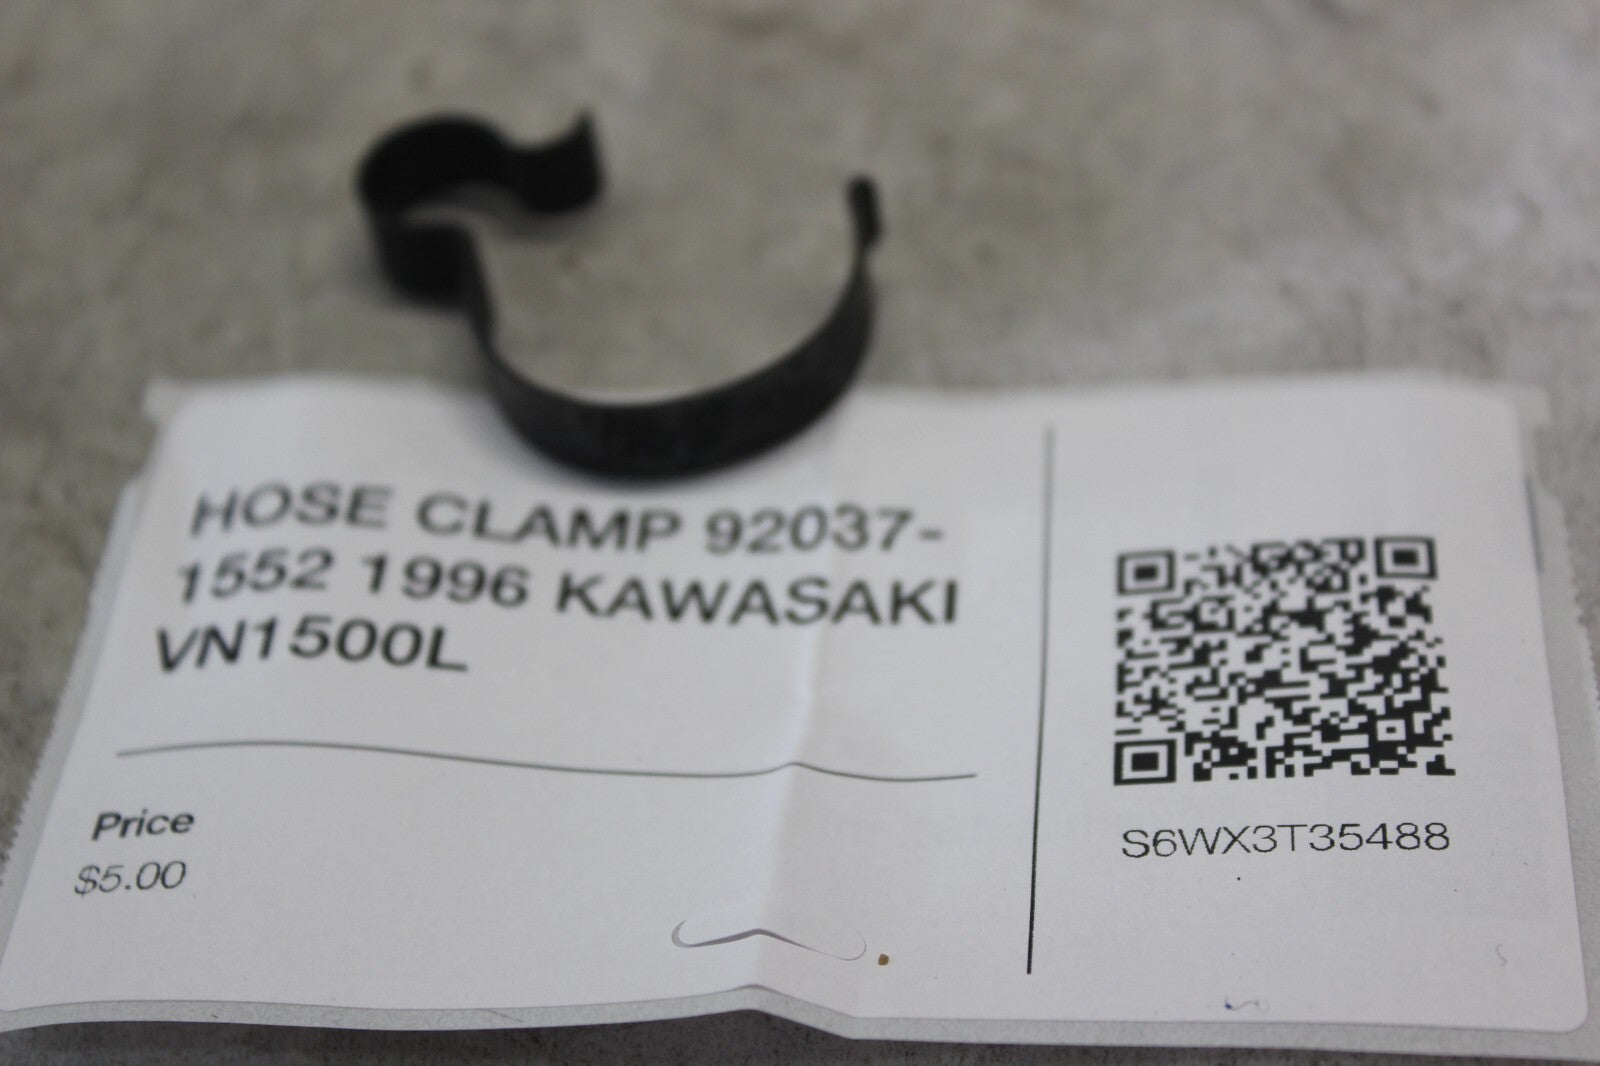 HOSE CLAMP 92037-
1552 1996 KAWASAKI
VN1500L
Price
$5.00
S6WX3T35488